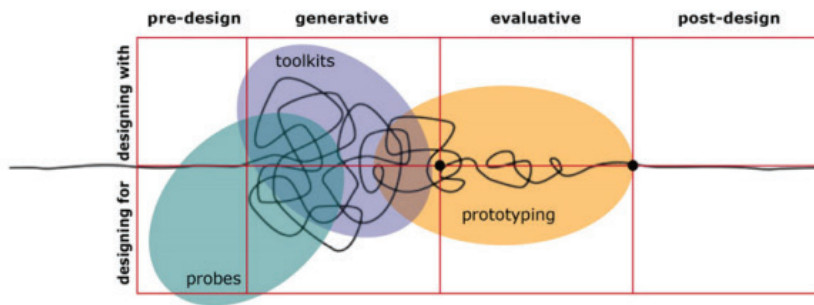 pre-design generative evaluative post-design
designing with
toolkits
designing for
prototyping
probes